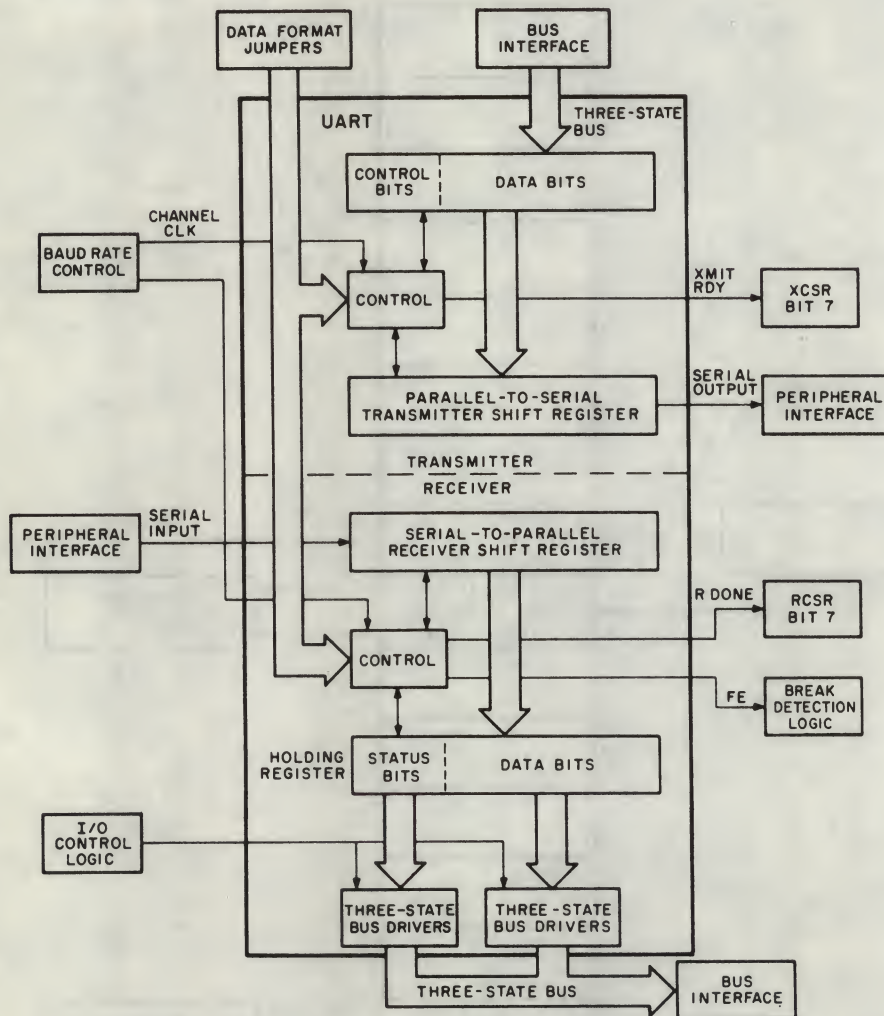 DATA FORMAT
JUMPERS
BUS
INTERFACE
UART
THREE-STATE
BUS
CONTROL
BITS
DATA BITS
CHANNEL
CLK
BAUD RATE
CONTROL
CONTROL
XMIT
RDY
XCSR
BIT 7
PARALLEL-TO-SERIAL
TRANSMITTER SHIFT REGISTER
SERIAL
OUTPUT
PERIPHERAL
INTERFACE
TRANSMITTER
RECEIVER
PERIPHERAL
INTERFACE
SERIAL
INPUT
SERIAL-TO-PARALLEL
RECEIVER SHIFT REGISTER
R DONE
RCSR
BIT 7
CONTROL
FE
BREAK
DETECTION
LOGIC
HOLDING
REGISTER
STATUS
BITS
DATA BITS
I/O
CONTROL
LOGIC
THREE-STATE
BUS DRIVERS
THREE-STATE
BUS DRIVERS
THREE-STATE BUS
BUS
INTERFACE